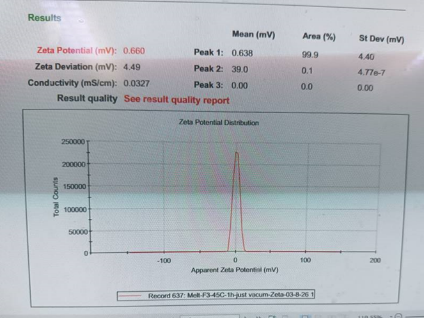 Results
Mean (mV) Area (%) St Dev (mV)
Zeta Potential (mV): 0.660 Peak 1: 0.638 99.9 4.40
Zeta Deviation (mV): 4.49 Peak 2: 39.0 0.1 4.77e-7
Conductivity (mS/cm): 0.0327 Peak 3: 0.00 0.0 0.00
Result quality See result quality report
Zeta Potential Distribution
250000
200000
150000
100000
50000
0
Total Counts
-100 0 100 200
Apparent Zeta Potential (mV)
Record 637: Melt-F3-45C-1h-just vacum-Zeta-03-8-26 1